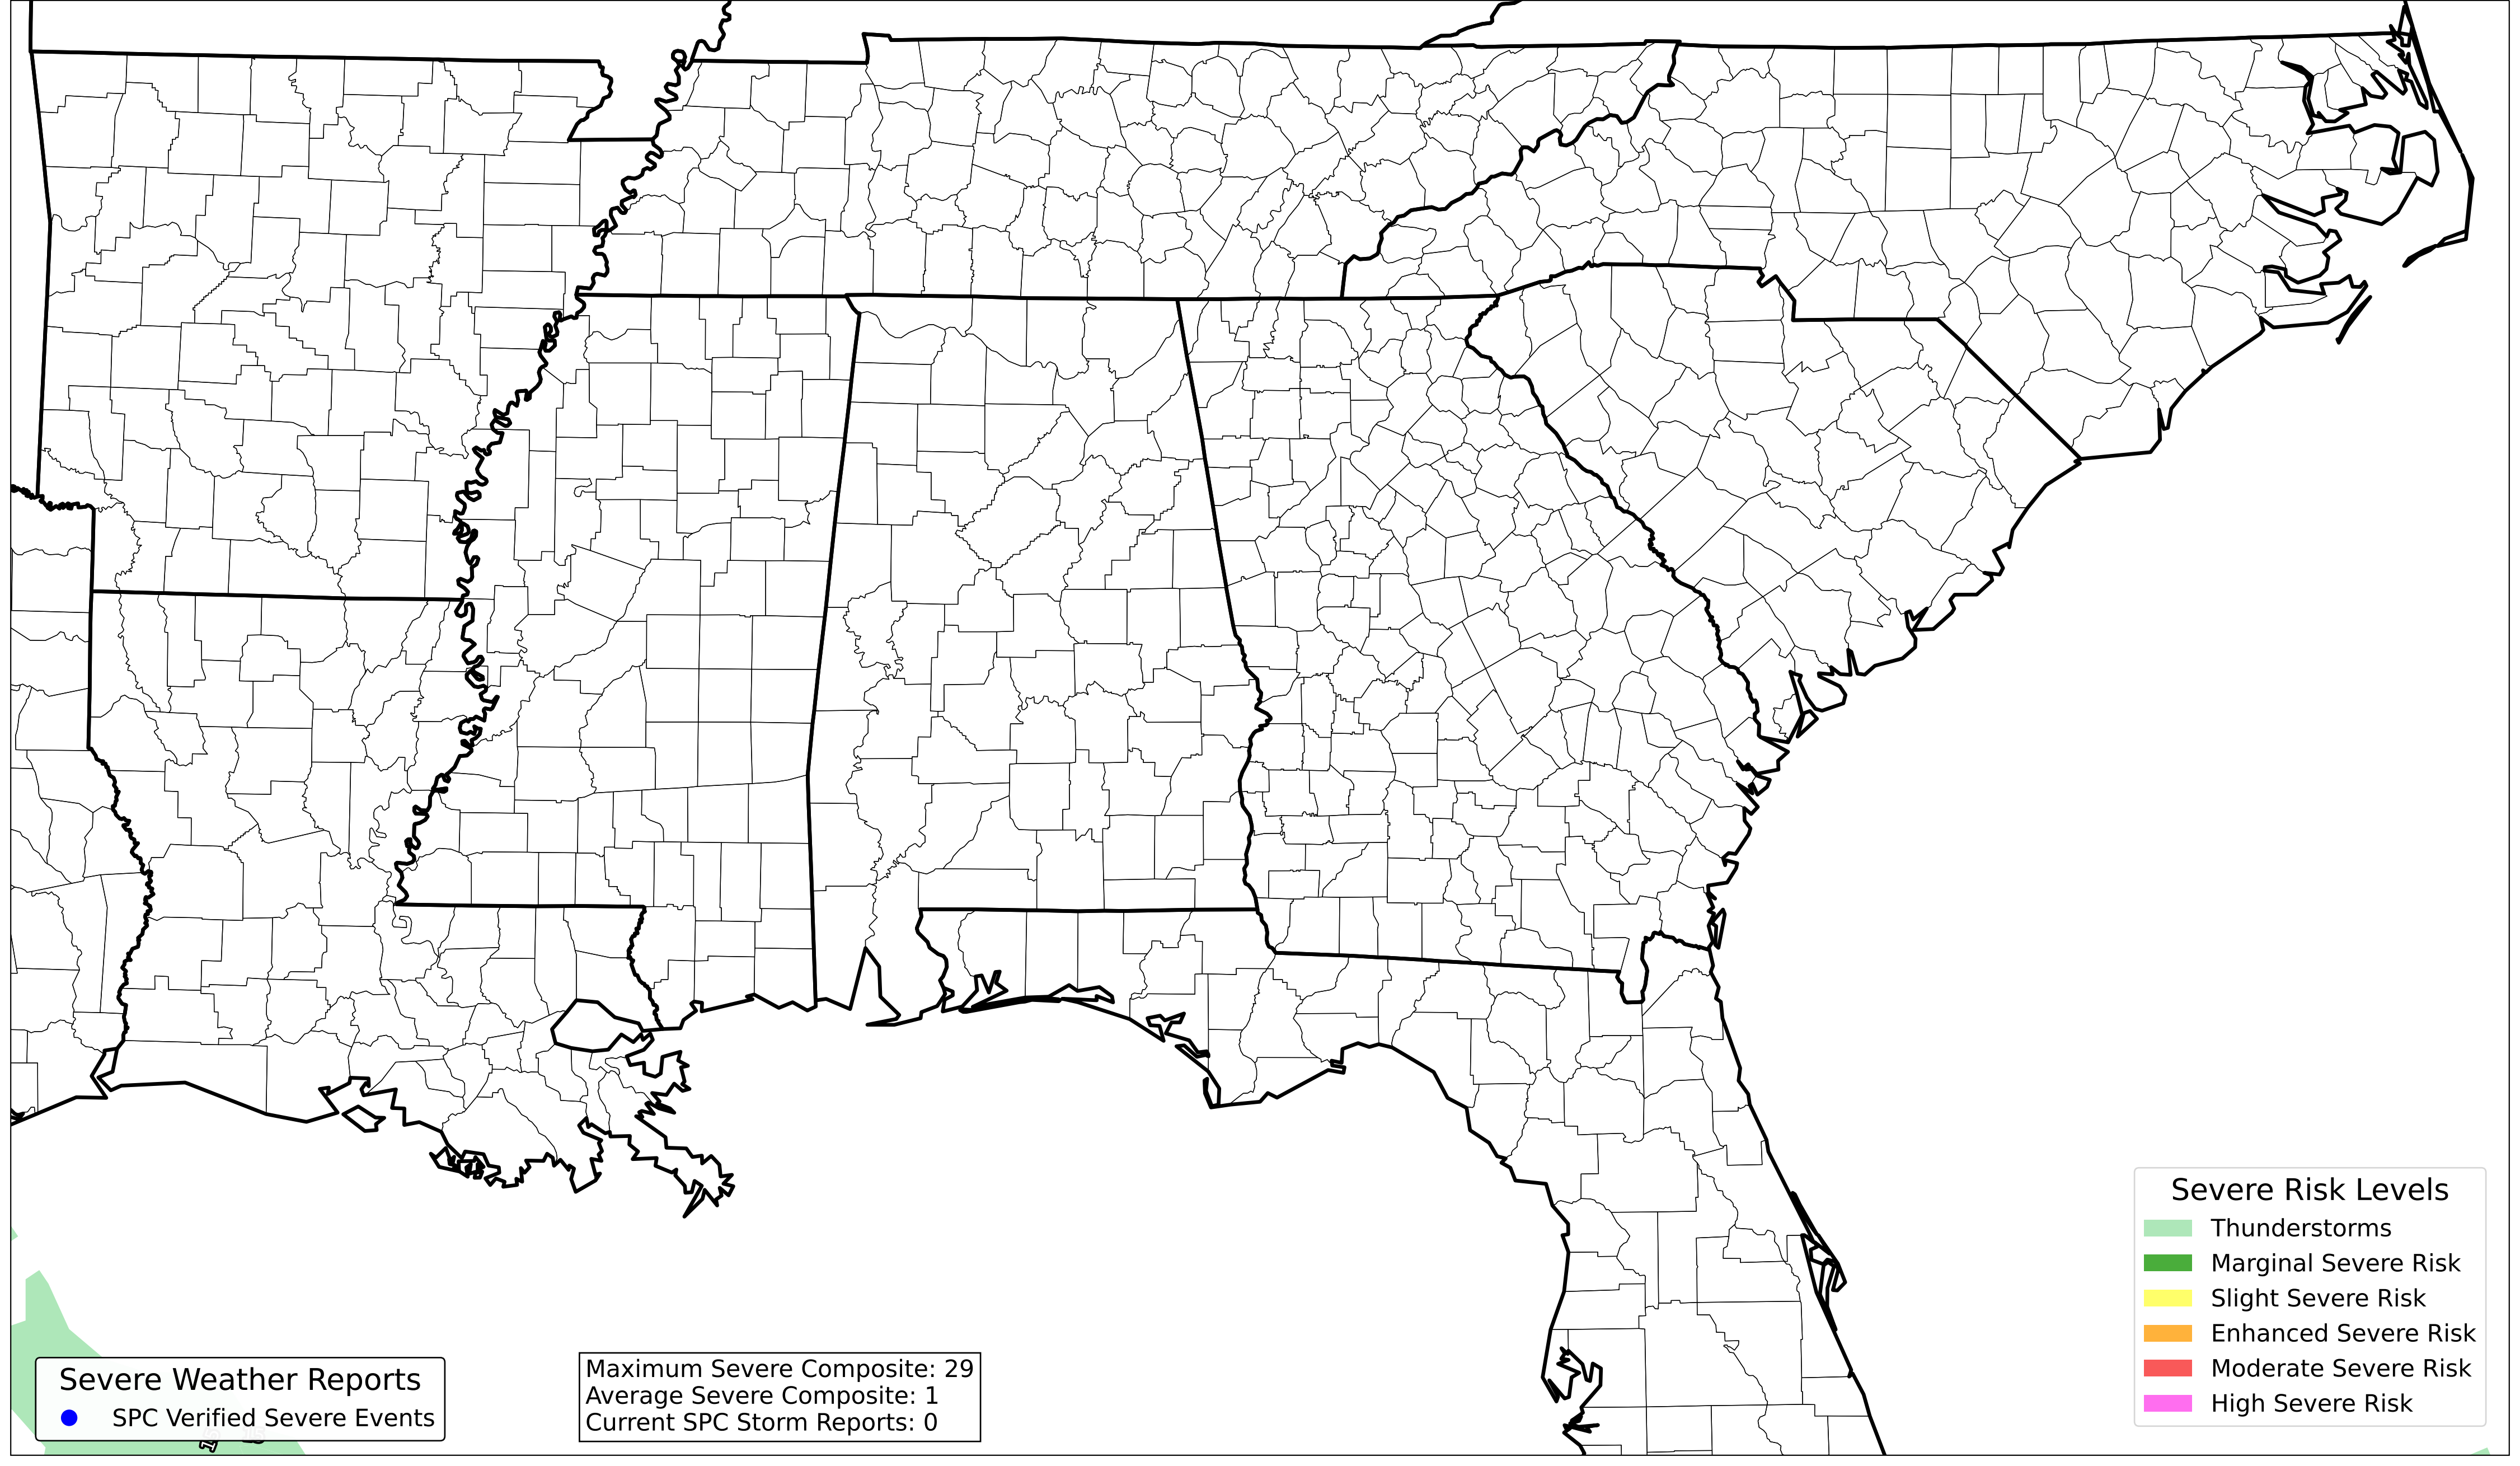 Severe Risk Levels
Thunderstorms
Marginal Severe Risk
Slight Severe Risk
Enhanced Severe Risk
Moderate Severe Risk
High Severe Risk
Severe Weather Reports
SPC Verified Severe Events
Maximum Severe Composite: 29
Average Severe Composite: 1
Current SPC Storm Reports: 0